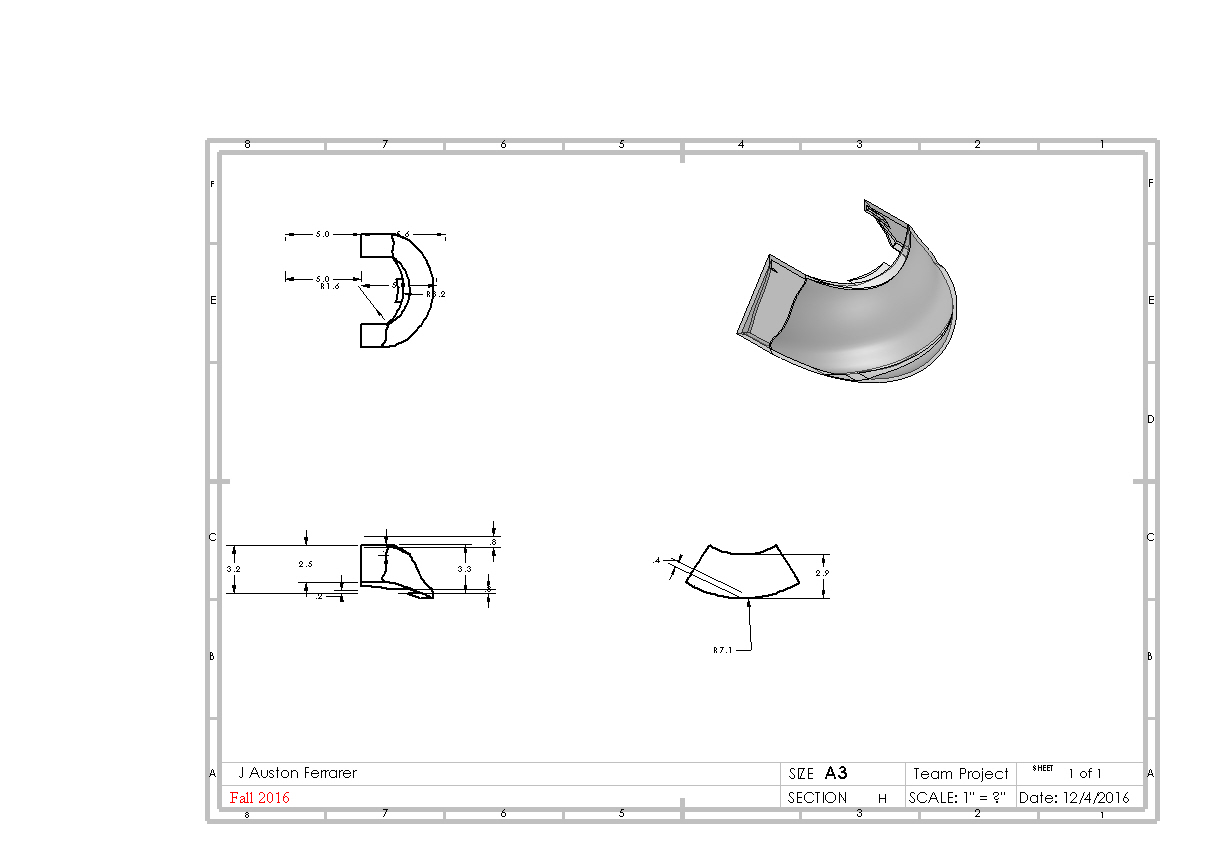 8 7 6 5 4 3 2 1
F F
5.0 5.6
5.0 5.
R1.6 R3.2
E E
D
C C
.8
2.5
3.2 3.3
.2
.4
2.9
R7.1
B B
A J Auston Ferrarer SIZE A3 Team Project SHEET 1 of 1 A
Fall 2016 SECTION H SCALE: 1" = ?" Date: 12/4/2016
8 7 6 5 3 2 1